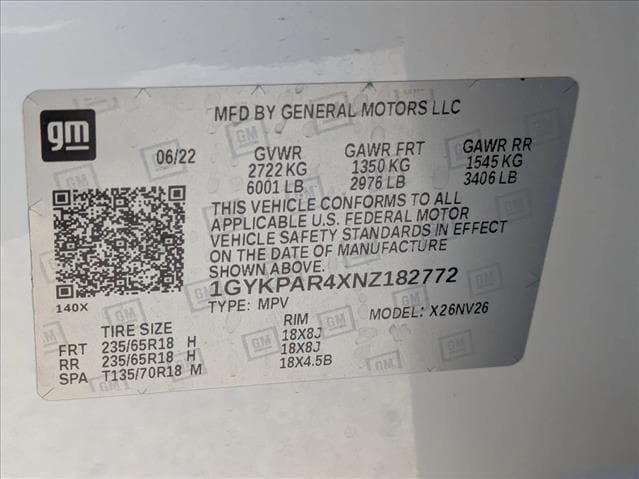 gm
MFD BY GENERAL MOTORS LLC
06/22 GVWR GAWR FRT GAWR RR
2722 KG 1350 KG 1545 KG
6001 LB 2976 LB 3406 LB
THIS VEHICLE CONFORMS TO ALL
APPLICABLE U.S. FEDERAL MOTOR
VEHICLE SAFETY STANDARDS IN EFFECT
ON THE DATE OF MANUFACTURE
SHOWN ABOVE.
140X
1GYKPAR4XNZ182772
TYPE: MPV MODEL: X26NV26
TIRE SIZE RIM
FRT 235/65R18 H 18X8J
RR 235/65R18 H 18X8J
SPA T135/70R18 M 18X4.5B